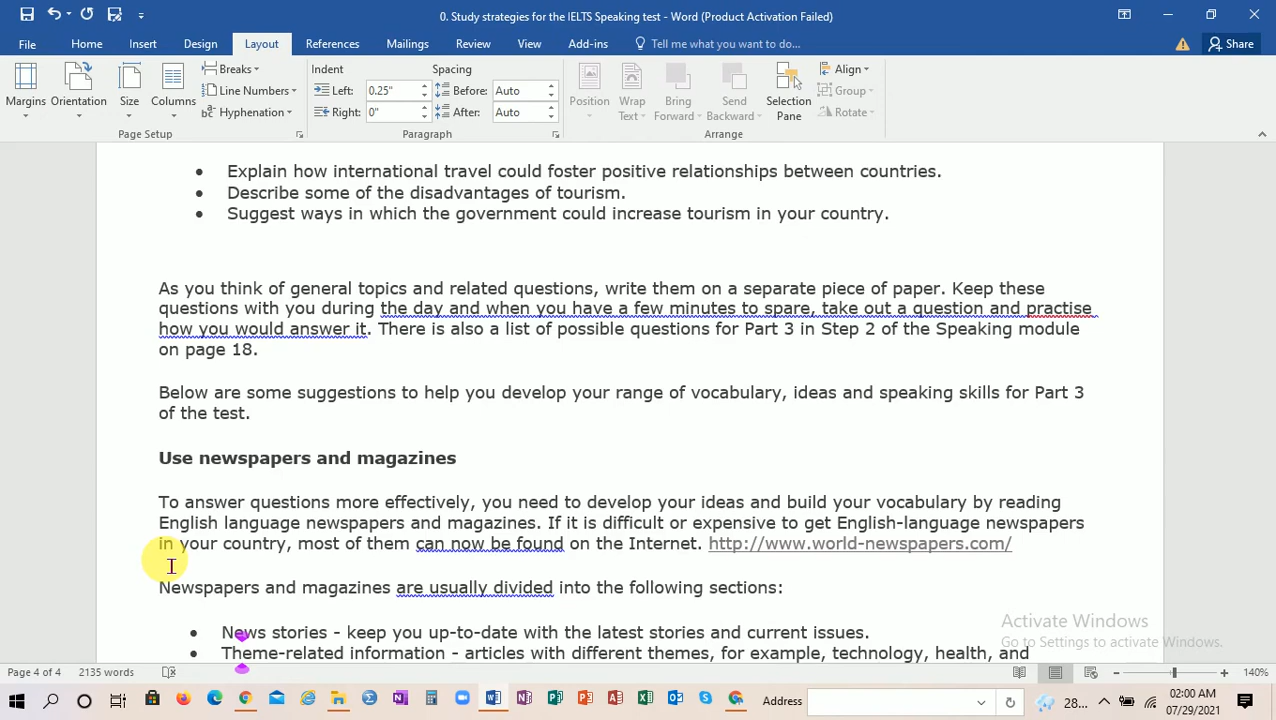 0. Study strategies for the IELTS Speaking test - Word (Product Activation Failed)
File Home Insert Design Layout References Mailings Review View Add-ins Tell me what you want to do... Share
Margins Orientation Size Columns Breaks Line Numbers Hyphenation
Page Setup
Indent Spacing
Left: 0.25" Before: Auto
Right: 0" After: Auto
Paragraph
Position Wrap Text Bring Forward Send Backward Selection Pane Align Group Rotate
Arrange
• Explain how international travel could foster positive relationships between countries.
• Describe some of the disadvantages of tourism.
• Suggest ways in which the government could increase tourism in your country.
As you think of general topics and related questions, write them on a separate piece of paper. Keep these
questions with you during the day and when you have a few minutes to spare, take out a question and practise
how you would answer it. There is also a list of possible questions for Part 3 in Step 2 of the Speaking module
on page 18.
Below are some suggestions to help you develop your range of vocabulary, ideas and speaking skills for Part 3
of the test.
Use newspapers and magazines
To answer questions more effectively, you need to develop your ideas and build your vocabulary by reading
English language newspapers and magazines. If it is difficult or expensive to get English-language newspapers
in your country, most of them can now be found on the Internet. http://www.world-newspapers.com/
Newspapers and magazines are usually divided into the following sections:
• News stories - keep you up-to-date with the latest stories and current issues.
• Theme-related information - articles with different themes, for example, technology, health, and
Activate Windows
Go to Settings to activate Windows.
Page 4 of 4 2135 words 140%
Address 28... 02:00 AM
07/29/2021